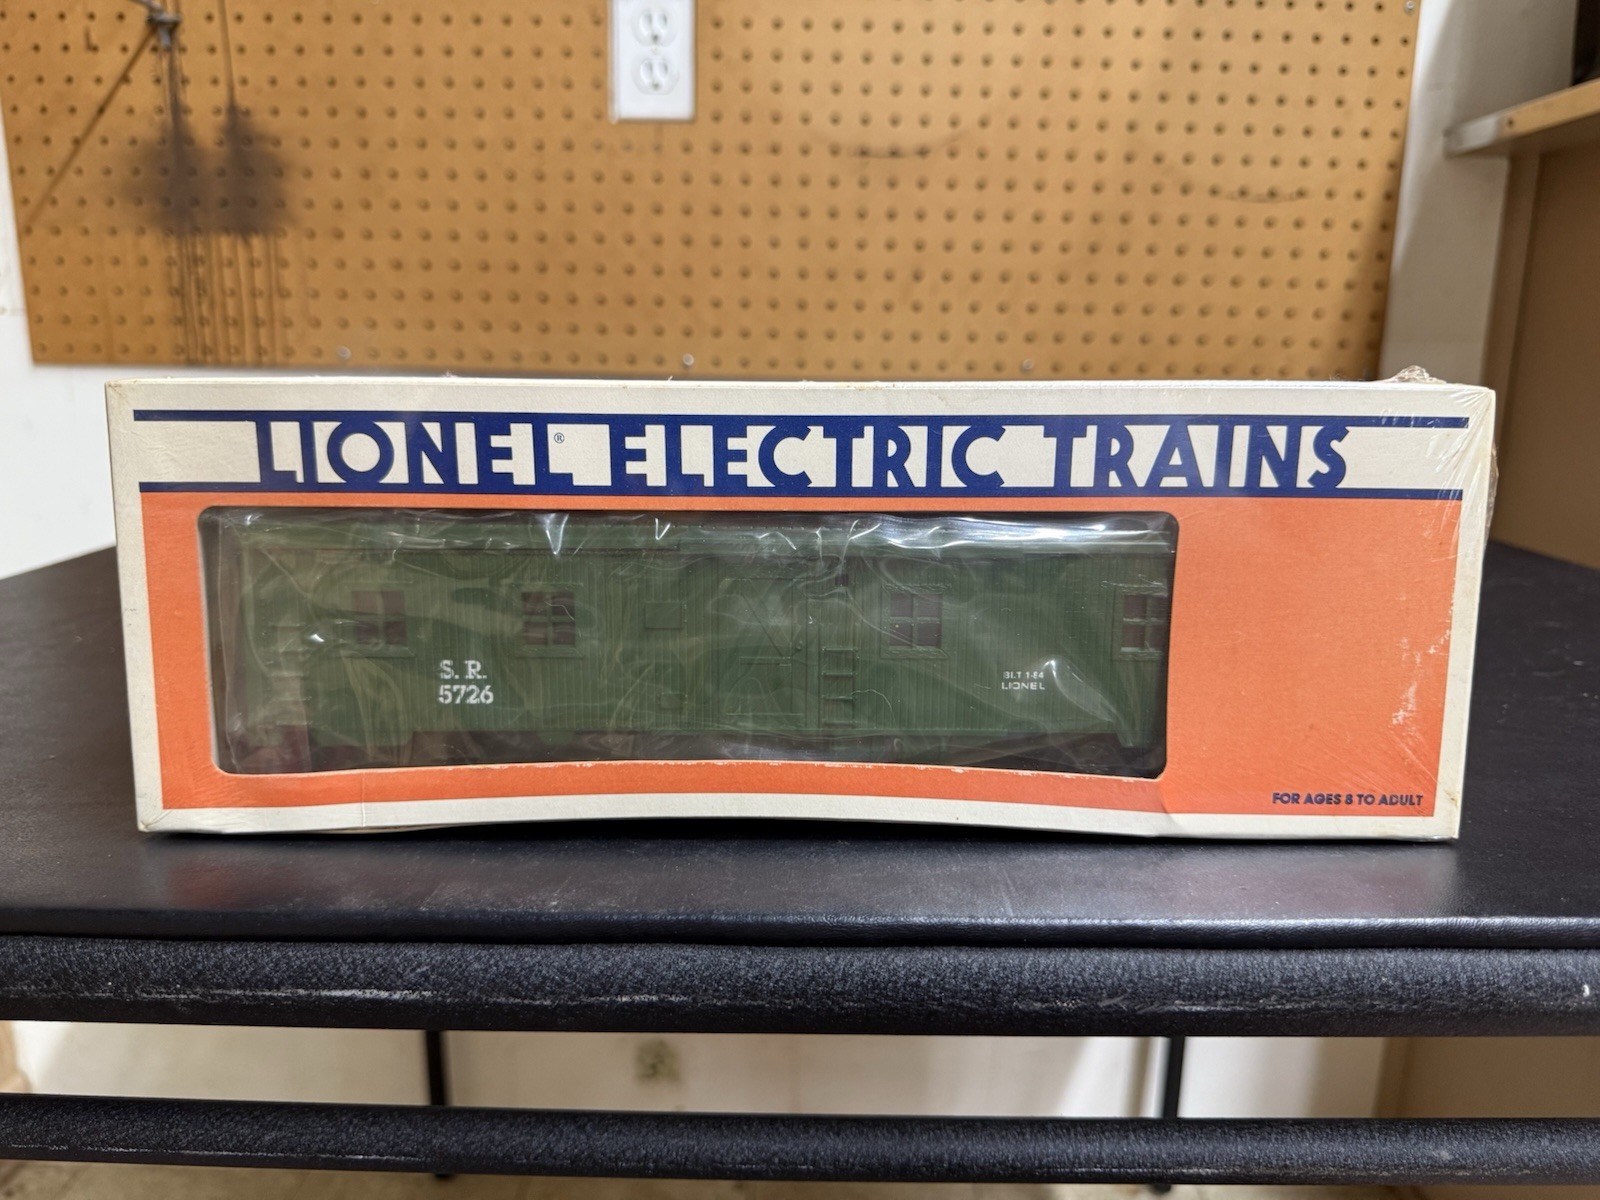 LIONEL® ELECTRIC TRAINS
S. R.
5726
BLT 1-84
LIONEL
FOR AGES 8 TO ADULT